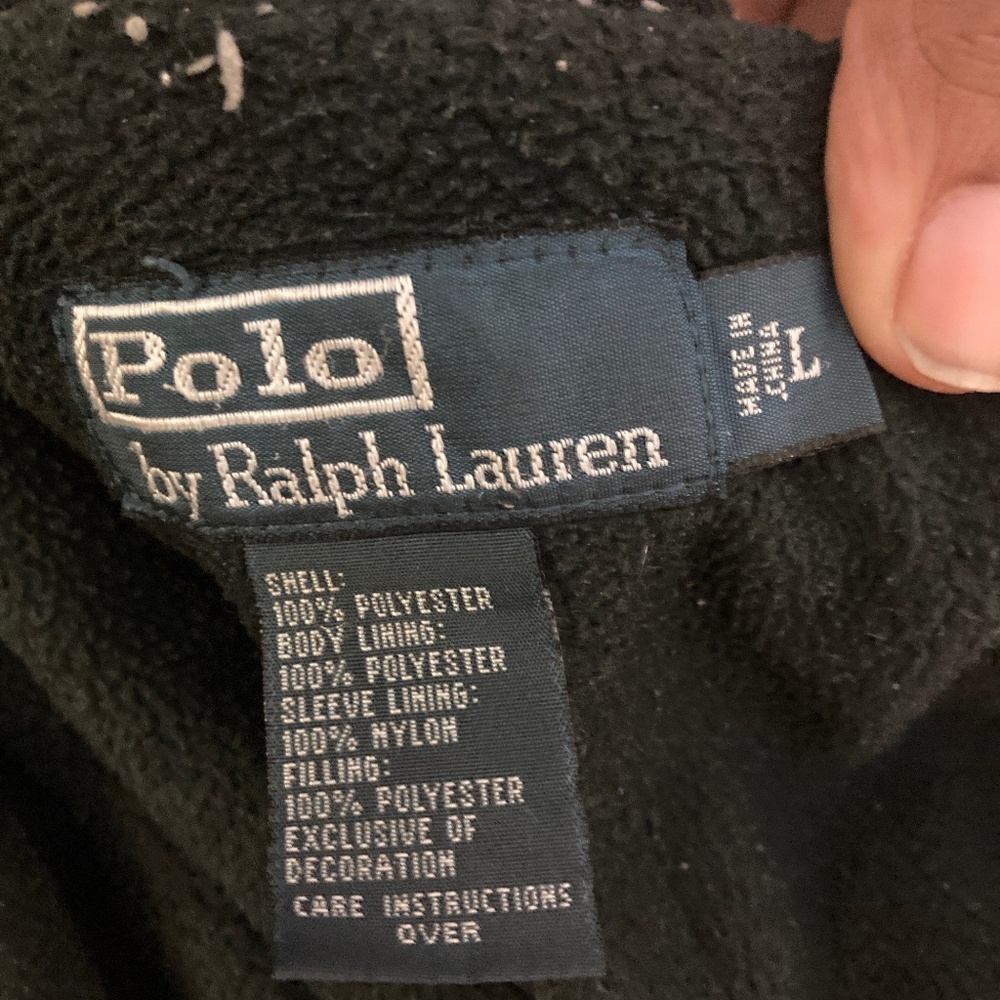 Polo
by Ralph Lauren
MADE IN
CHINA
L
SHELL:
100% POLYESTER
BODY LINING:
100% POLYESTER
SLEEVE LINING:
100% NYLON
FILLING:
100% POLYESTER
EXCLUSIVE OF
DECORATION
CARE INSTRUCTIONS
OVER